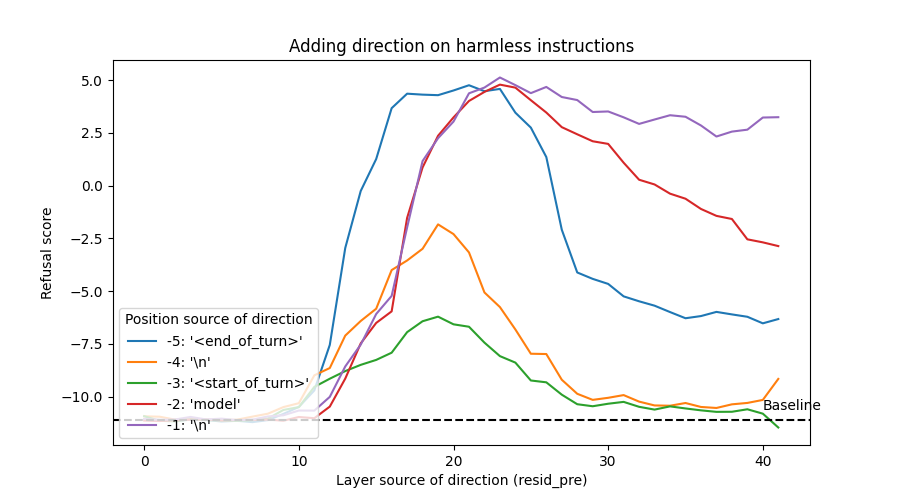 Adding direction on harmless instructions
Refusal score
5.0
2.5
0.0
−2.5
−5.0
−7.5
−10.0
Position source of direction
-5: '<end_of_turn>'
-4: '\n'
-3: '<start_of_turn>'
-2: 'model'
-1: '\n'
Baseline
0 10 20 30 40
Layer source of direction (resid_pre)